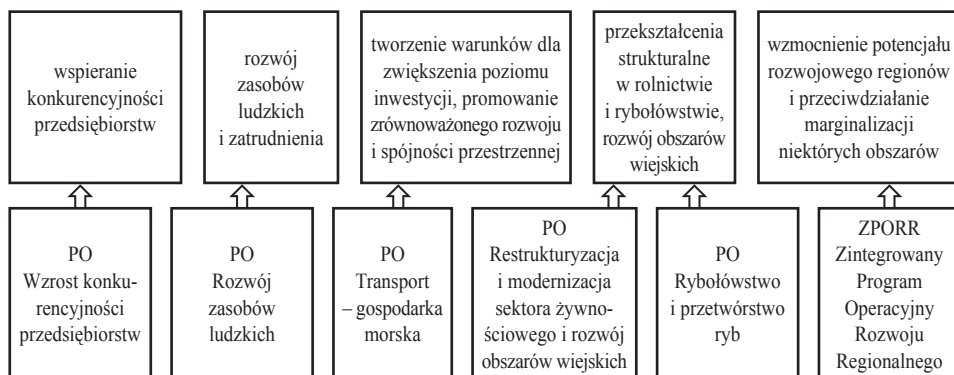 wspieranie
konkurencyjności
przedsiębiorstw
rozwój
zasobów
ludzkich
i zatrudnienia
tworzenie warunków dla
zwiększenia poziomu
inwestycji, promowanie
zrównoważonego rozwoju
i spójności przestrzennej
przekształcenia
strukturalne
w rolnictwie
i rybołówstwie,
rozwój obszarów
wiejskich
wzmocnienie potencjału
rozwojowego regionów
i przeciwdziałanie
marginalizacji
niektórych obszarów
PO
Wzrost konku-
rencyjności
przedsiębiorstw
PO
Rozwój
zasobów
ludzkich
PO
Transport
– gospodarka
morska
PO
Restrukturyzacja
i modernizacja
sektora żywno-
ściowego i rozwój
obszarów wiejskich
PO
Rybołówstwo
i przetwórstwo
ryb
ZPORR
Zintegrowany
Program
Operacyjny
Rozwoju
Regionalnego